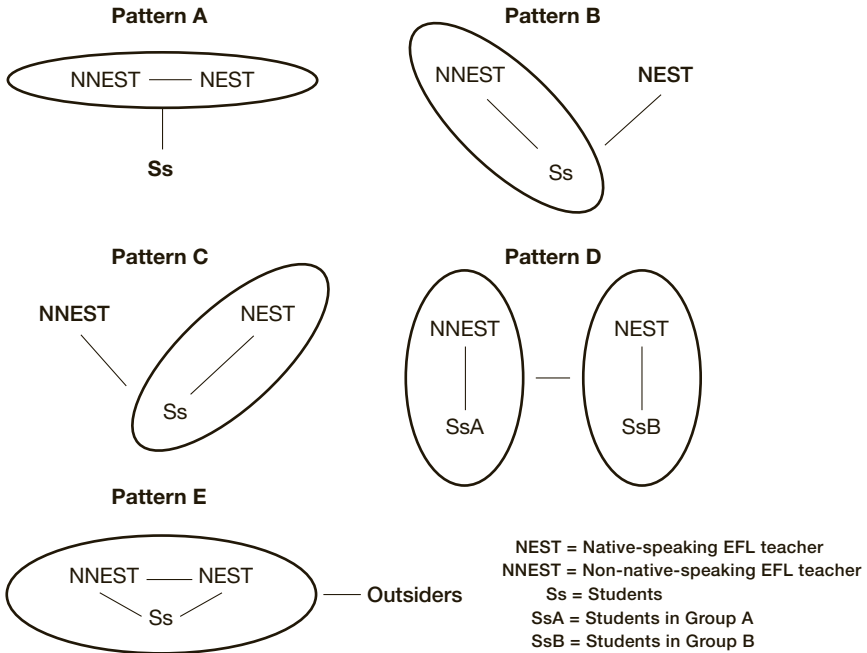 Pattern A
NNEST NEST
Ss
Pattern B
NNEST
NEST
Ss
Pattern C
NNEST
NEST
Ss
Pattern D
NNEST NEST
SsA SsB
Pattern E
NNEST NEST
Ss
Outsiders
NEST = Native-speaking EFL teacher
NNEST = Non-native-speaking EFL teacher
Ss = Students
SsA = Students in Group A
SsB = Students in Group B